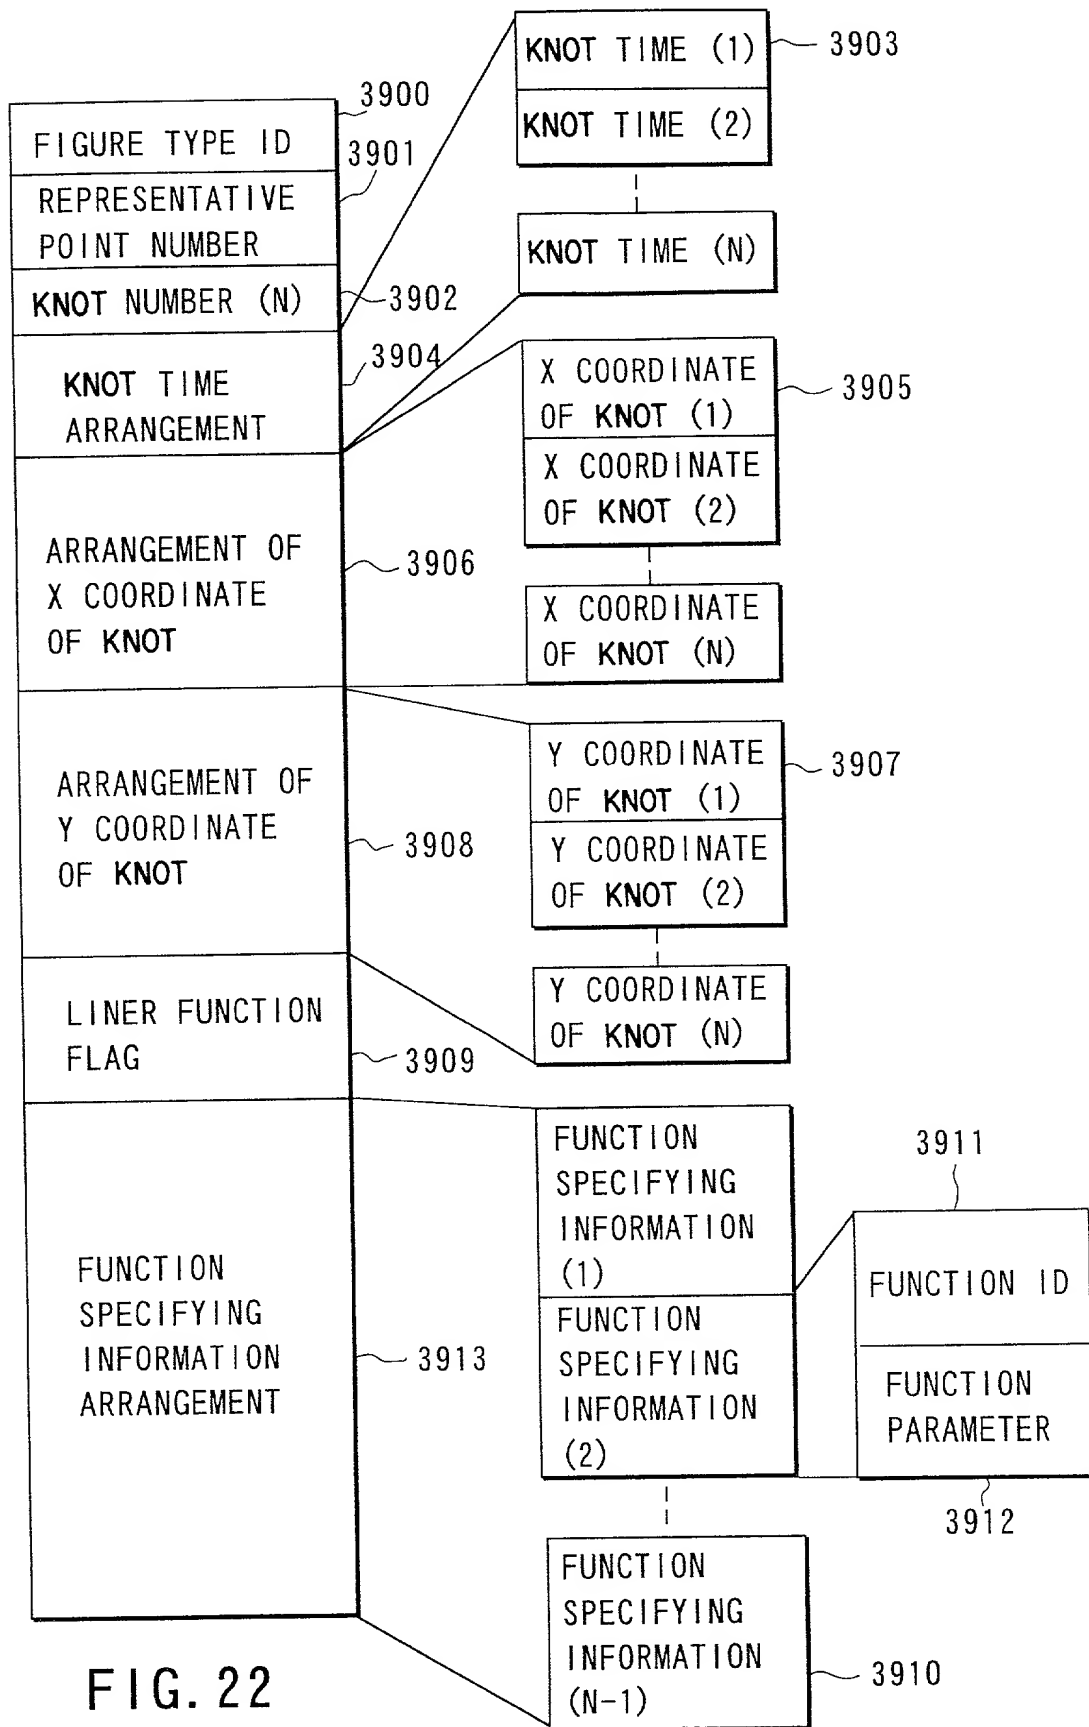 3900
FIGURE TYPE ID
3901
REPRESENTATIVE
POINT NUMBER
KNOT NUMBER (N)
3902
3904
KNOT TIME
ARRANGEMENT
ARRANGEMENT OF
X COORDINATE
OF KNOT
3906
ARRANGEMENT OF
Y COORDINATE
OF KNOT
3908
LINER FUNCTION
FLAG
3909
FUNCTION
SPECIFYING
INFORMATION
ARRANGEMENT
3913
KNOT TIME (1)
3903
KNOT TIME (2)
KNOT TIME (N)
X COORDINATE
OF KNOT (1)
3905
X COORDINATE
OF KNOT (2)
X COORDINATE
OF KNOT (N)
Y COORDINATE
OF KNOT (1)
3907
Y COORDINATE
OF KNOT (2)
Y COORDINATE
OF KNOT (N)
FUNCTION
SPECIFYING
INFORMATION
(1)
FUNCTION
SPECIFYING
INFORMATION
(2)
FUNCTION
SPECIFYING
INFORMATION
(N-1)
3910
3911
FUNCTION ID
FUNCTION
PARAMETER
3912
FIG. 22